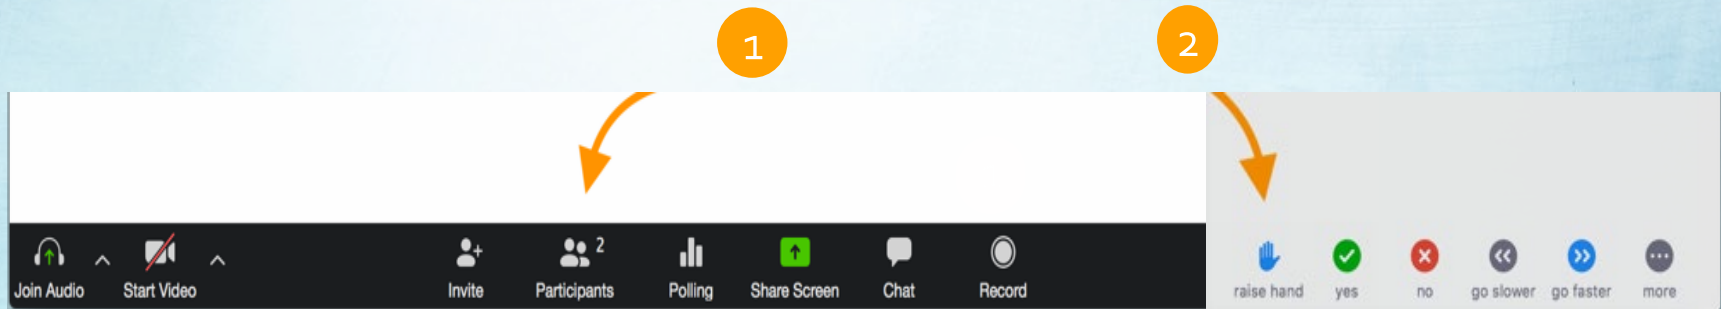 1
2
2
Join Audio
Start Video
Invite
Participants
Polling
Share Screen
Chat
Record
raise hand
yes
no
go slower
go faster
more